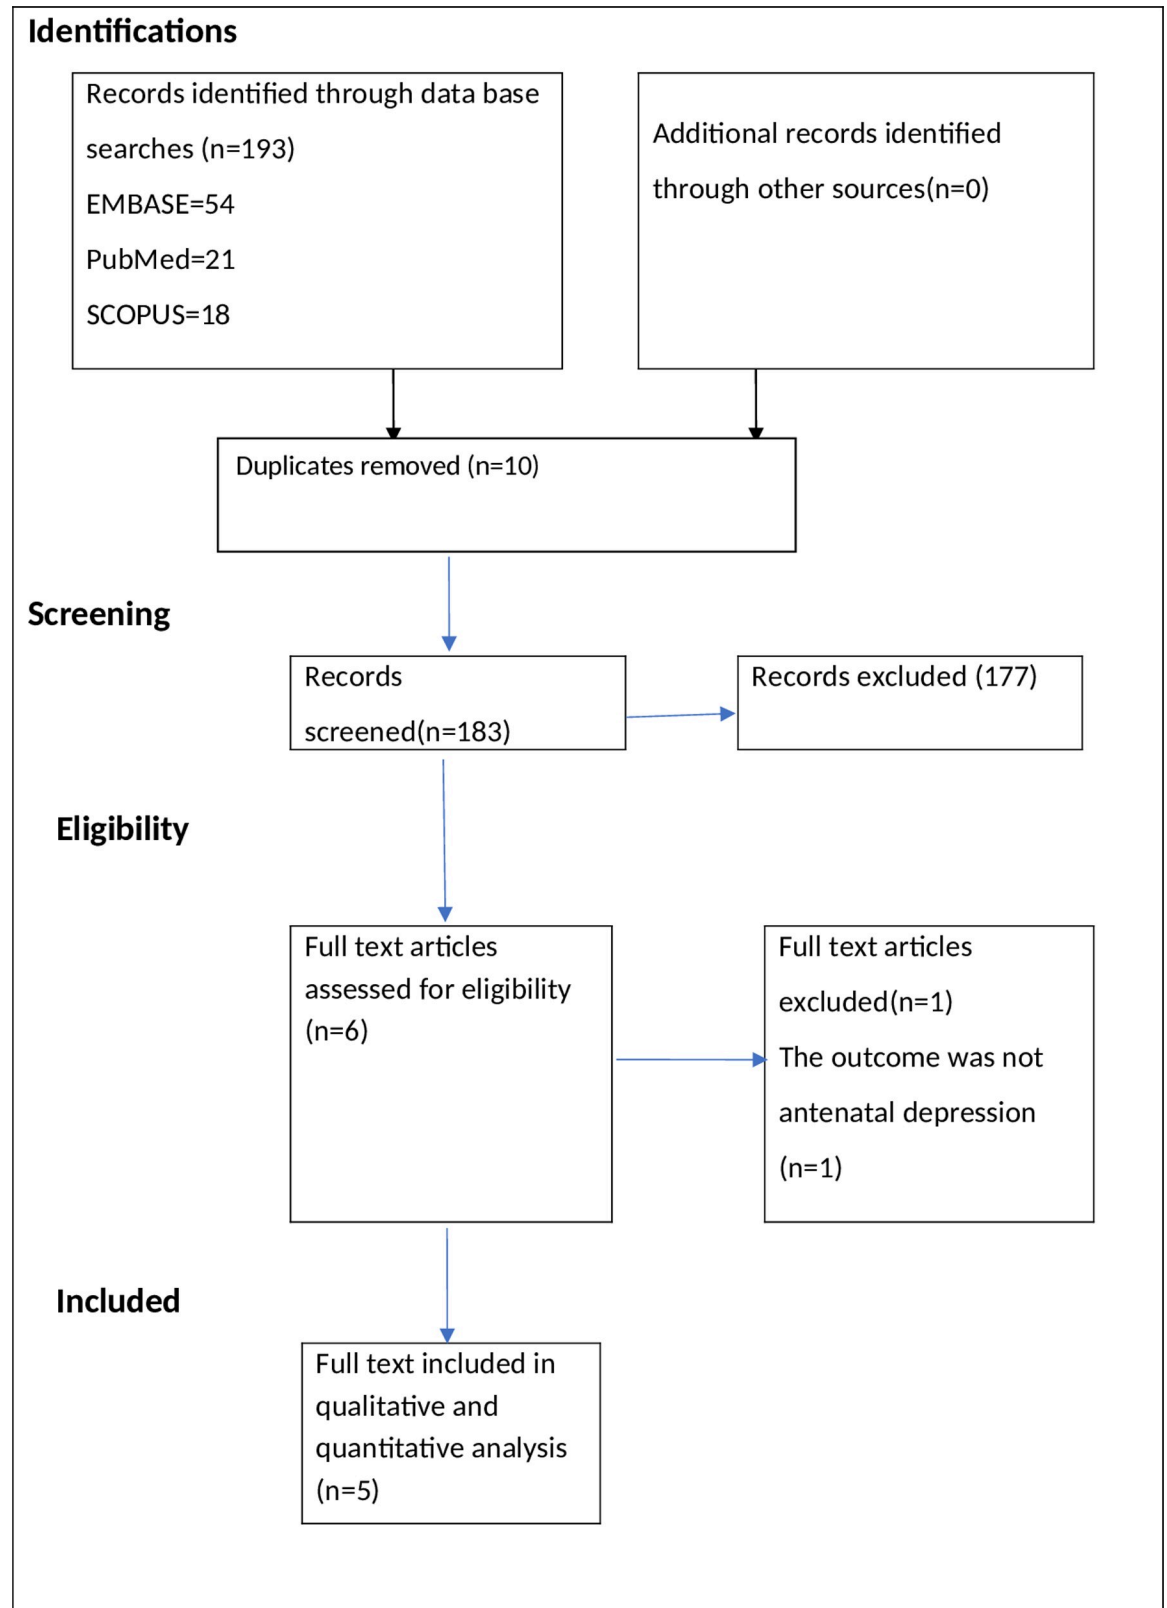 Identifications
Records identified through data base
searches (n=193)
EMBASE=54
PubMed=21
SCOPUS=18
Additional records identified
through other sources(n=0)
Duplicates removed (n=10)
Screening
Records
screened(n=183)
Records excluded (177)
Eligibility
Full text articles
assessed for eligibility
(n=6)
Full text articles
excluded(n=1)
The outcome was not
antenatal depression
(n=1)
Included
Full text included in
qualitative and
quantitative analysis
(n=5)